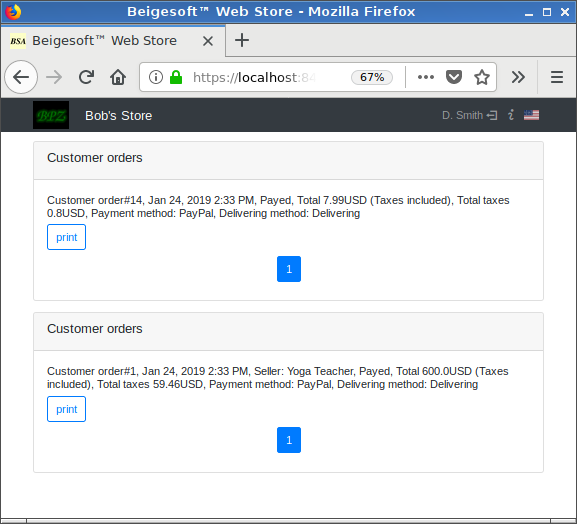 Beigesoft™ Web Store - Mozilla Firefox
BSA Beigesoft™ Web Store
https://localhost:84
67%
BPZ Bob's Store
D. Smith
Customer orders
Customer order#14, Jan 24, 2019 2:33 PM, Payed, Total 7.99USD (Taxes included), Total taxes
0.8USD, Payment method: PayPal, Delivering method: Delivering
print
1
Customer orders
Customer order#1, Jan 24, 2019 2:33 PM, Seller: Yoga Teacher, Payed, Total 600.0USD (Taxes
included), Total taxes 59.46USD, Payment method: PayPal, Delivering method: Delivering
print
1